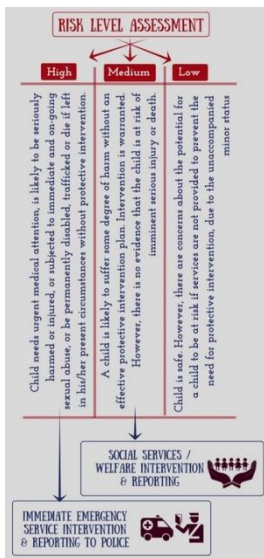 RISK LEVEL ASSESSMENT
High
Medium
Low
Child needs urgent medical attention, is likely to be seriously
harmed or injured, or subjected to immediate and on-going
sexual abuse, or be permanently disabled, trafficked or die if left
in his/her present circumstances without protective intervention.
A child is likely to suffer some degree of harm without an
effective protective intervention plan. Intervention is warranted.
However, there is no evidence that the child is at risk of
imminent serious injury or death.
Child is safe. However, there are concerns about the potential for
a child to be at risk if services are not provided to prevent the
need for protective intervention, due to the unaccompanied
minor status
SOCIAL SERVICES /
WELFARE INTERVENTION
& REPORTING
IMMEDIATE EMERGENCY
SERVICE INTERVENTION
& REPORTING TO POLICE